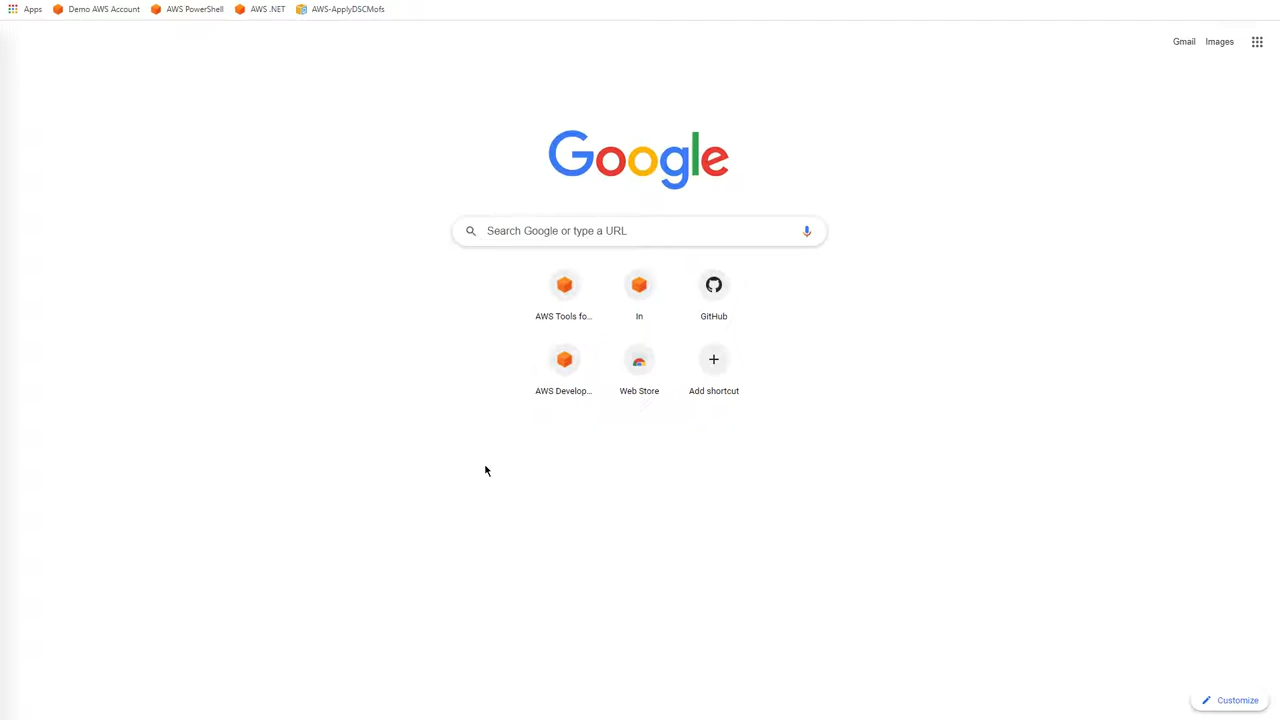 Apps Demo AWS Account AWS PowerShell AWS .NET AWS-ApplyDSCMofs
Gmail Images
Google
Search Google or type a URL
AWS Tools fo... In GitHub
AWS Develop... Web Store Add shortcut
Customize